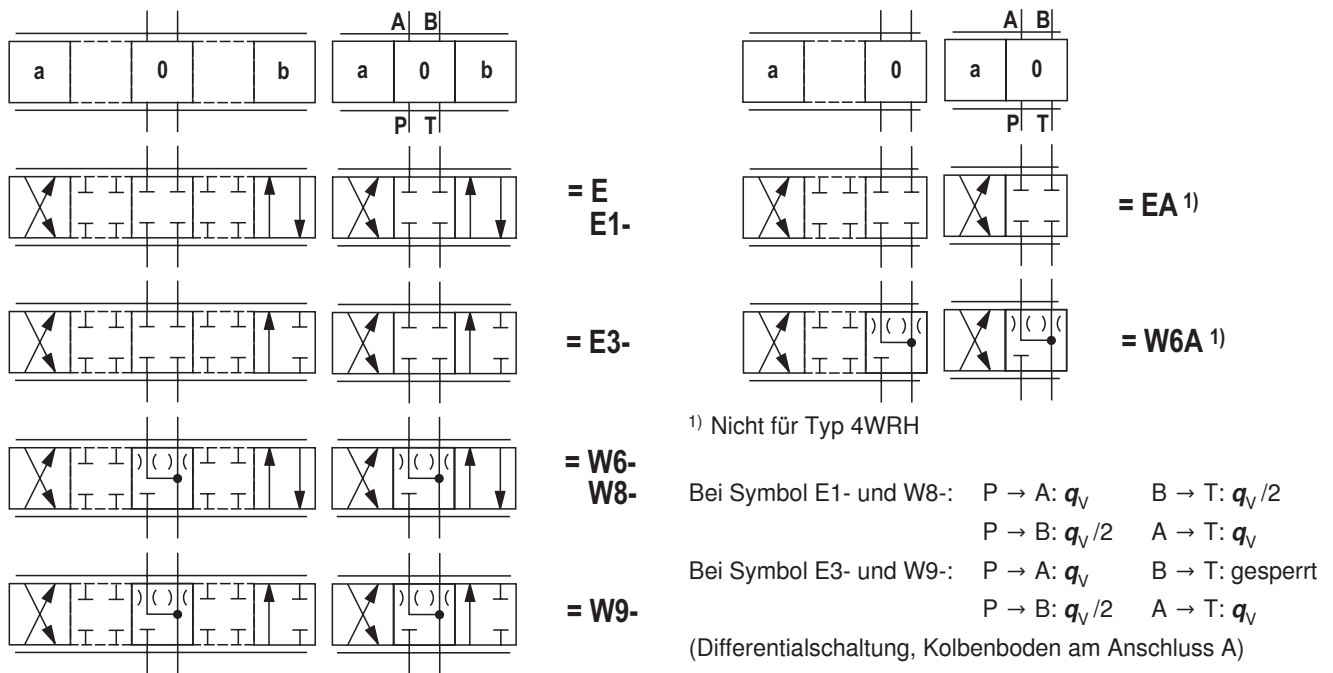 A B
a 0 b
a 0 b
P T
= E
E1-
= E3-
= W6-
W8-
= W9-
A B
a 0
a 0
P T
= EA 1)
= W6A 1)
1) Nicht für Typ 4WRH
Bei Symbol E1- und W8-: P → A: qV B → T: qV/2
P → B: qV/2 A → T: qV
Bei Symbol E3- und W9-: P → A: qV B → T: gesperrt
P → B: qV/2 A → T: qV
(Differentialschaltung, Kolbenboden am Anschluss A)